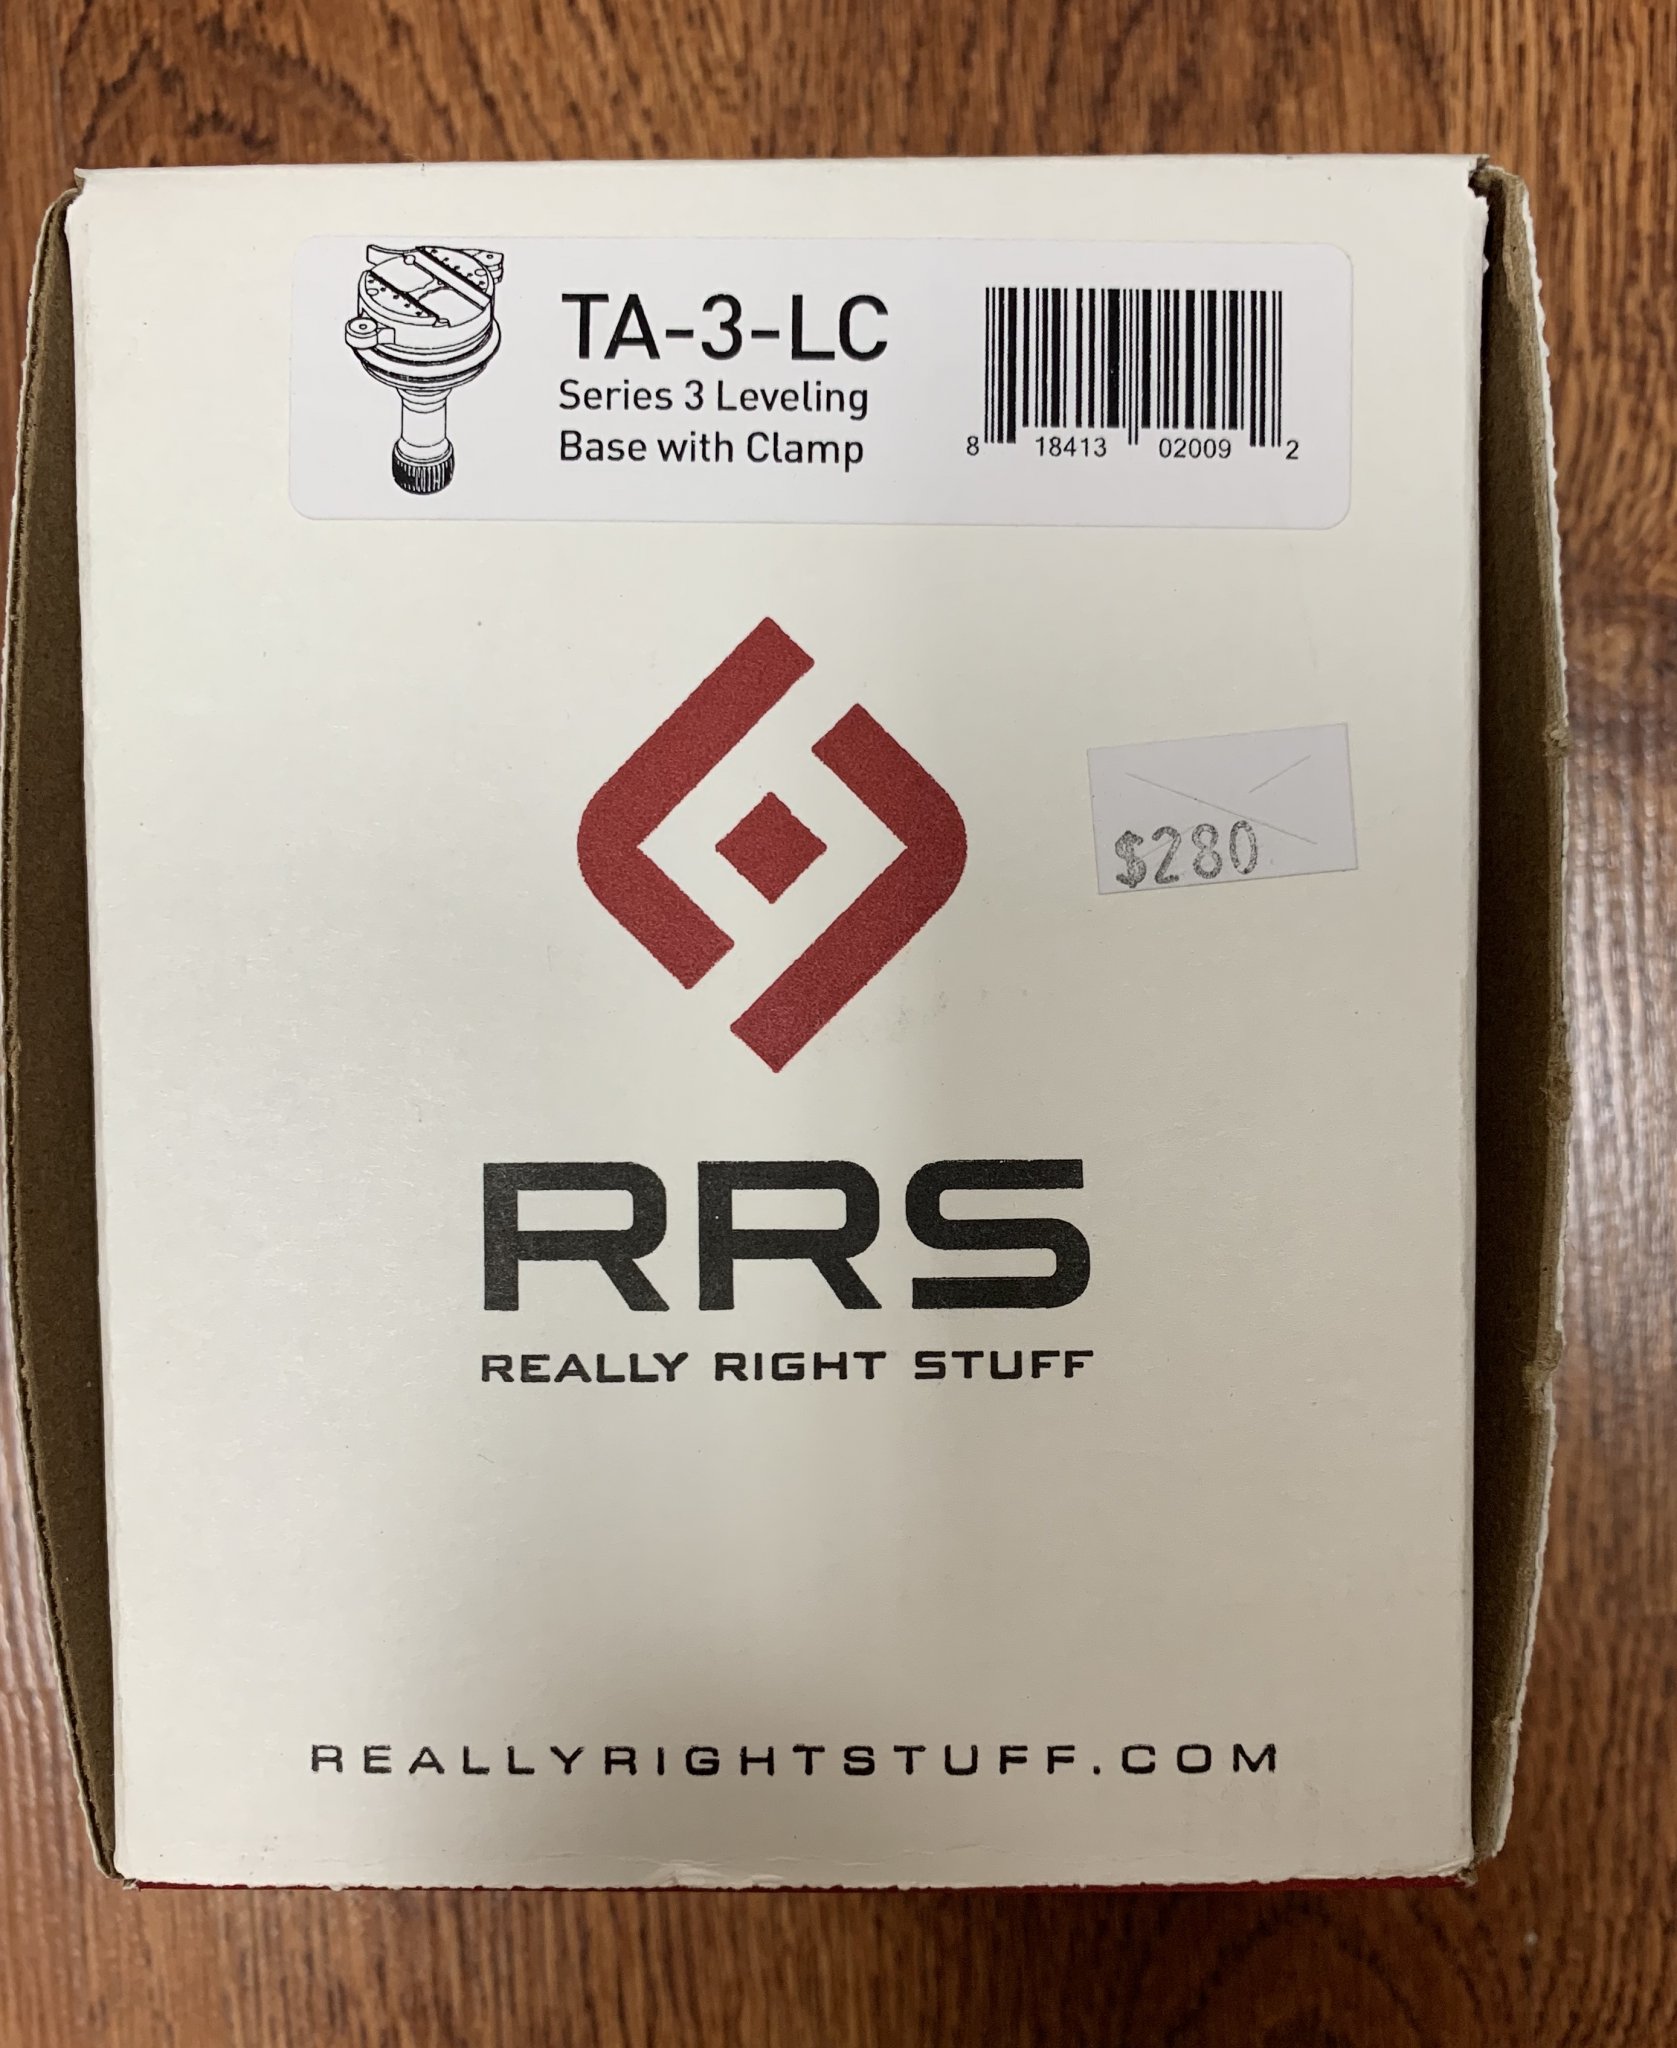 TA-3-LC
Series 3 Leveling
Base with Clamp
8 18413 02009 2
$280
RRS
REALLY RIGHT STUFF
REALLYRIGHTSTUFF.COM